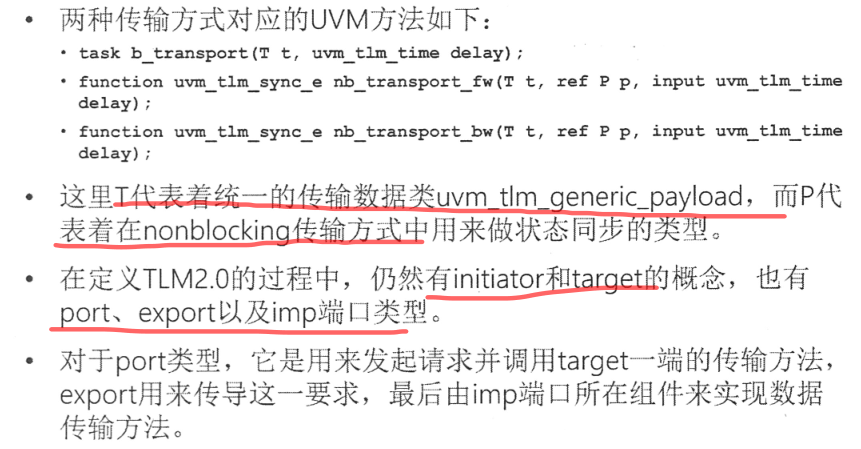 • 两种传输方式对应的UVM方法如下：
• task b_transport(T t, uvm_tlm_time delay);
• function uvm_tlm_sync_e nb_transport_fw(T t, ref P p, input uvm_tlm_time
delay);
• function uvm_tlm_sync_e nb_transport_bw(T t, ref P p, input uvm_tlm_time
delay);
• 这里T代表着统一的传输数据类uvm_tlm_generic_payload，而P代
表着在nonblocking传输方式中用来做状态同步的类型。
• 在定义TLM2.0的过程中，仍然有initiator和target的概念，也有
port、export以及imp端口类型。
• 对于port类型，它是用来发起请求并调用target一端的传输方法，
export用来传导这一要求，最后由imp端口所在组件来实现数据
传输方法。